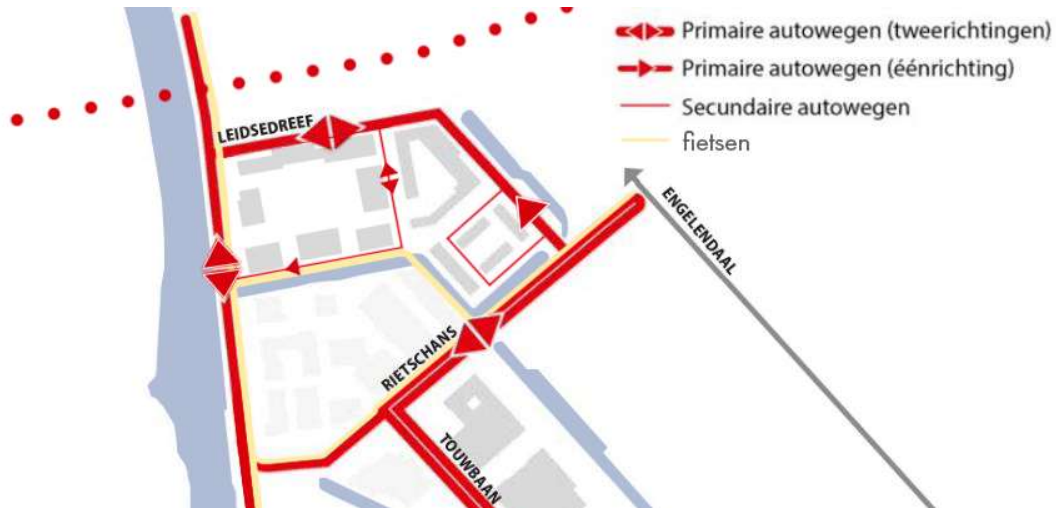 Primaire autowegen (tweerichtingen)
Primaire autowegen (éénrichting)
Secundaire autowegen
fietsen
LEIDSEDREEF
ENGELENDAAL
RIETSCHANS
TOUWBAAN